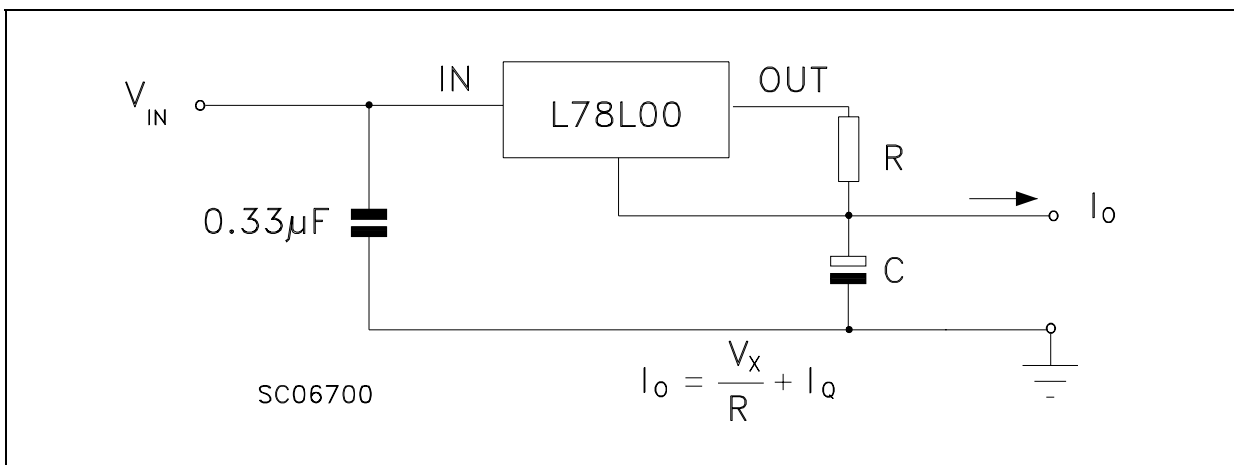 V_IN
IN
L78L00
OUT
R
0.33µF
I_O
C
I_O = V_X / R + I_Q
SC06700